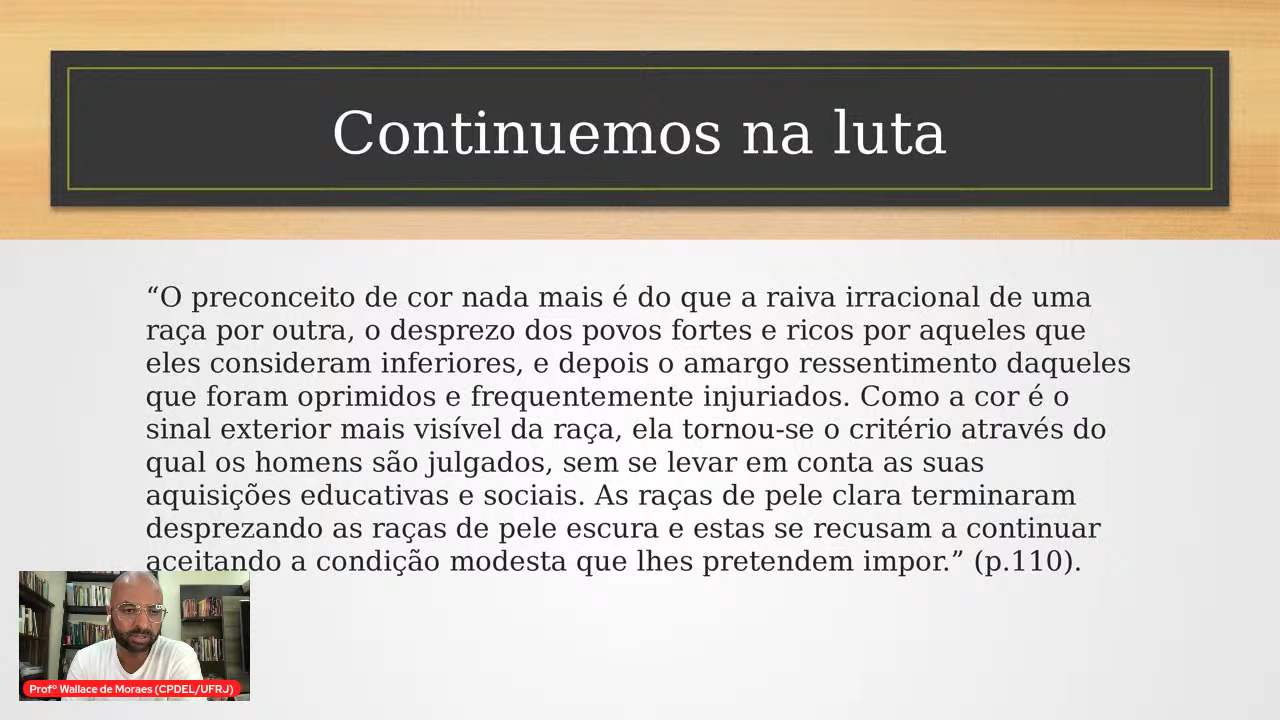 Continuemos na luta
“O preconceito de cor nada mais é do que a raiva irracional de uma
raça por outra, o desprezo dos povos fortes e ricos por aqueles que
eles consideram inferiores, e depois o amargo ressentimento daqueles
que foram oprimidos e frequentemente injuriados. Como a cor é o
sinal exterior mais visível da raça, ela tornou-se o critério através do
qual os homens são julgados, sem se levar em conta as suas
aquisições educativas e sociais. As raças de pele clara terminaram
desprezando as raças de pele escura e estas se recusam a continuar
aceitando a condição modesta que lhes pretendem impor.” (p.110).
Profº Wallace de Moraes (CPDEL/UFRJ)